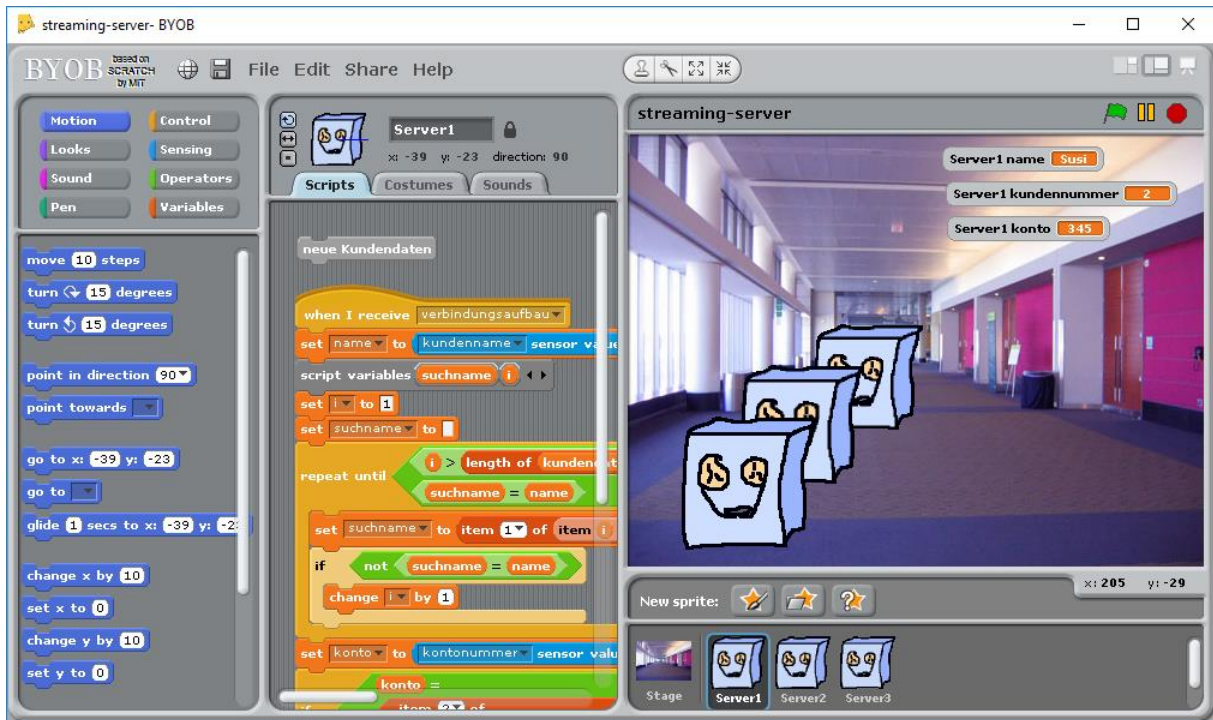 streaming-server- BYOB
BYOB based on SCRATCH by MIT
File Edit Share Help
Motion Control
Looks Sensing
Sound Operators
Pen Variables
move 10 steps
turn 15 degrees
turn 15 degrees
point in direction 90
point towards
go to x: -39 y: -23
go to
glide 1 secs to x: -39 y: -2
change x by 10
set x to 0
change y by 10
set y to 0
Server1
x: -39 y: -23 direction: 90
Scripts Costumes Sounds
neue Kundendaten
when I receive verbindungsaufbau
set name to kundenname sensor value
script variables suchname i
set i to 1
set suchname to
repeat until i > length of
suchname = name
set suchname to item 1 of item i
if not suchname = name
change i by 1
set konto to kontonummer sensor valu
konto =
if item of
streaming-server
Server1 name Susi
Server1 kundennummer 2
Server1 konto 345
x: 205 y: -29
New sprite:
Stage Server1 Server2 Server3